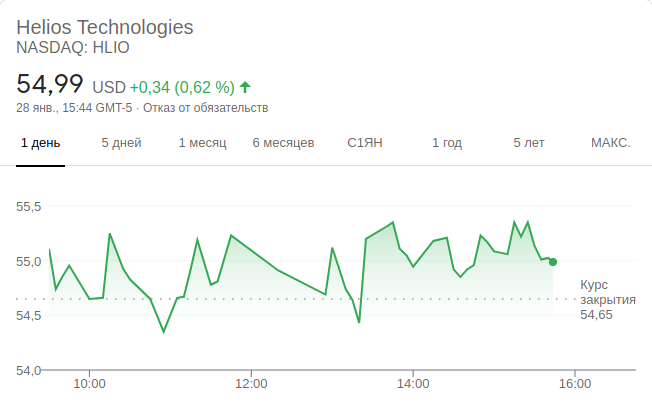 Helios Technologies
NASDAQ: HLIO
54,99 USD +0,34 (0,62 %)
28 янв., 15:44 GMT-5 · Отказ от обязательств
1 день 5 дней 1 месяц 6 месяцев С1ЯН 1 год 5 лет МАКС.
55,5
55,0
54,5
54,0
Курс
закрытия
54,65
10:00 12:00 14:00 16:00